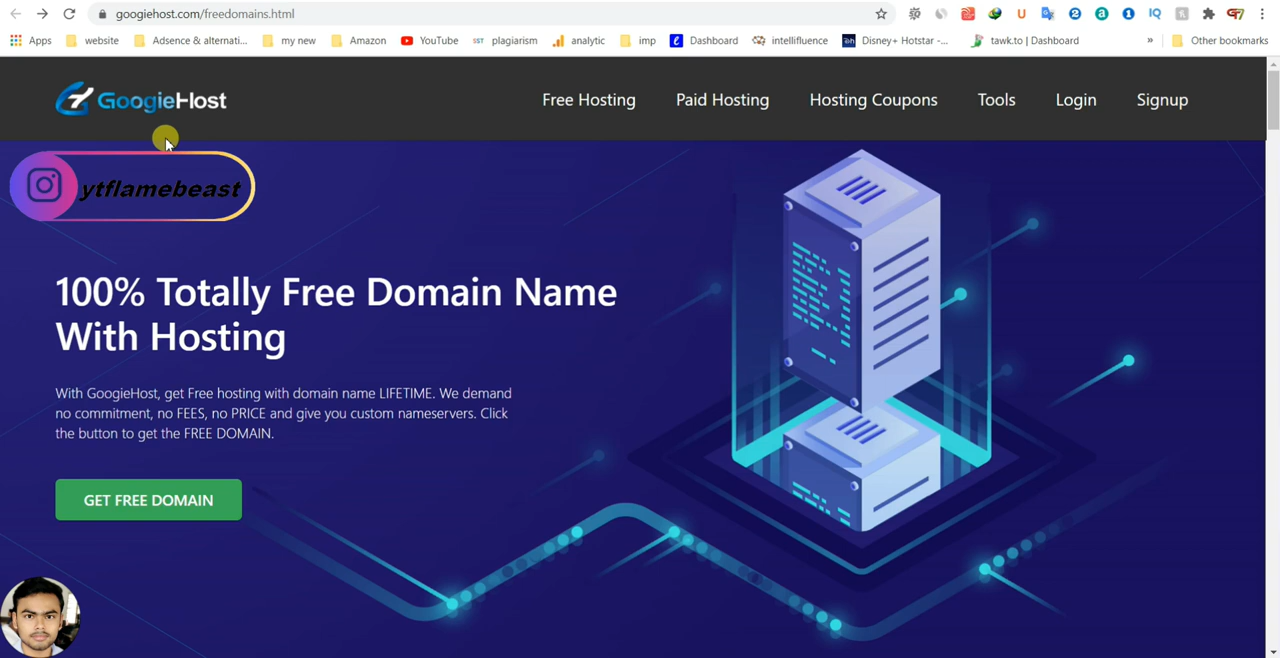 googiehost.com/freedomains.html
Apps website Adsence & alternati... my new Amazon YouTube SST plagiarism analytic imp Dashboard intellifluence Disney+ Hotstar -... tawk.to | Dashboard » Other bookmarks
GoogieHost Free Hosting Paid Hosting Hosting Coupons Tools Login Signup
ytflamebeast
100% Totally Free Domain Name
With Hosting
With GoogieHost, get Free hosting with domain name LIFETIME. We demand
no commitment, no FEES, no PRICE and give you custom nameservers. Click
the button to get the FREE DOMAIN.
GET FREE DOMAIN